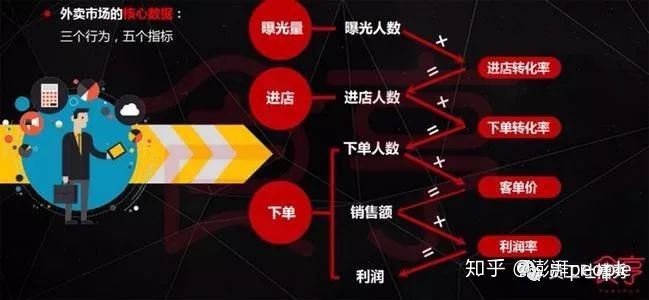 外卖市场的核心数据：
三个行为，五个指标
曝光量
曝光人数
×
=
进店转化率
进店
进店人数
×
=
下单转化率
下单人数
×
=
客单价
下单
销售额
×
=
利润率
利润
知乎
people
食亨